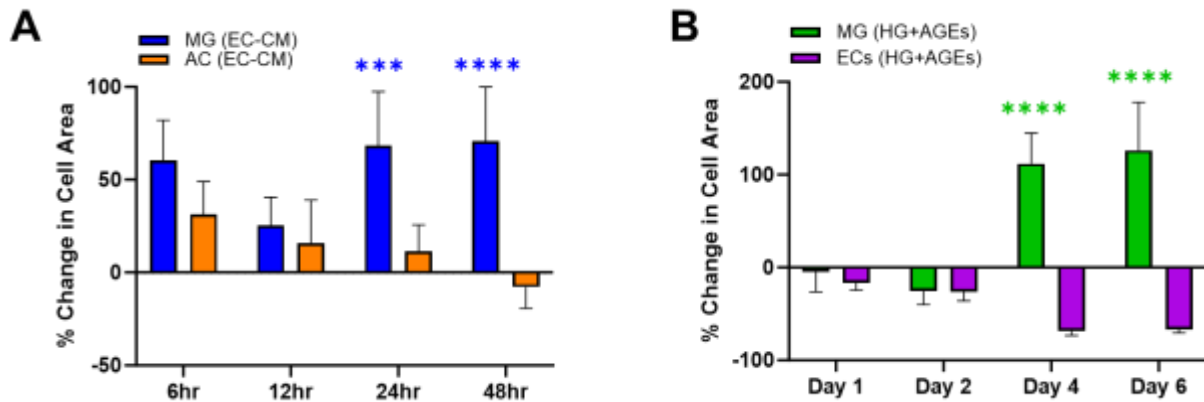 A
MG (EC-CM)
AC (EC-CM)
*** ****
% Change in Cell Area
100
50
0
-50
6hr 12hr 24hr 48hr
B
MG (HG+AGEs)
ECs (HG+AGEs)
**** ****
% Change in Cell Area
200
100
0
-100
Day 1 Day 2 Day 4 Day 6